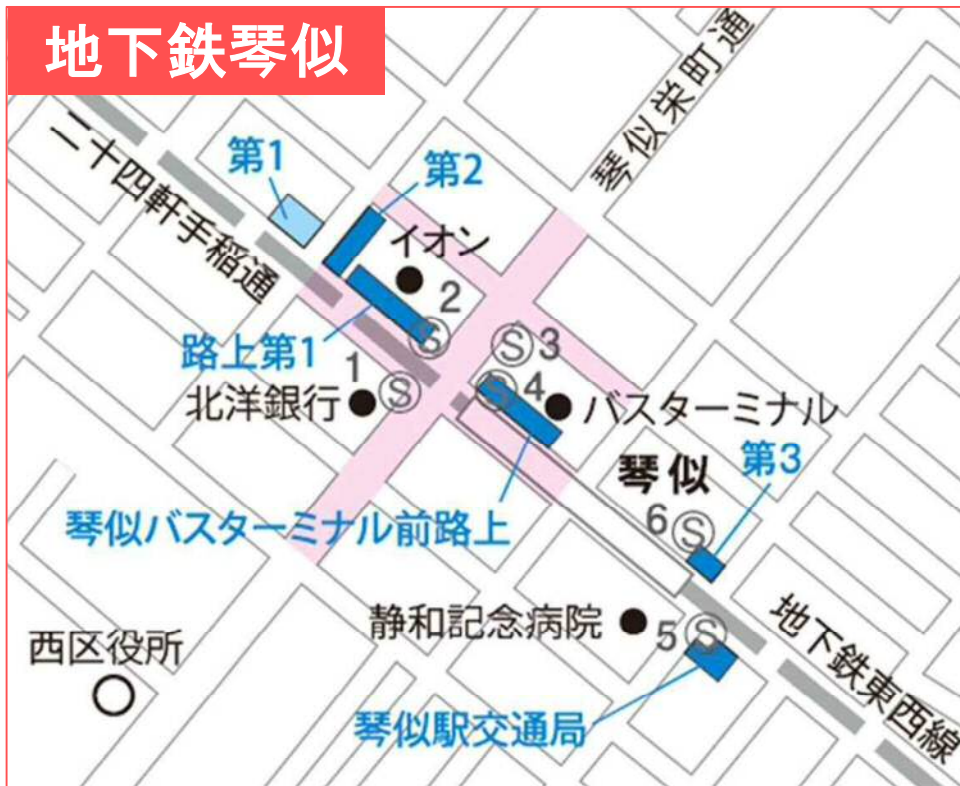 地下鉄琴似
琴似栄町通
二十四軒手稲通
第1
第2
イオン
2
路上第1
S
S 3
1
北洋銀行
S
S 4
バスターミナル
琴似
第3
琴似バスターミナル前路上
6 S
静和記念病院
5 S
西区役所
地下鉄東西線
琴似駅交通局